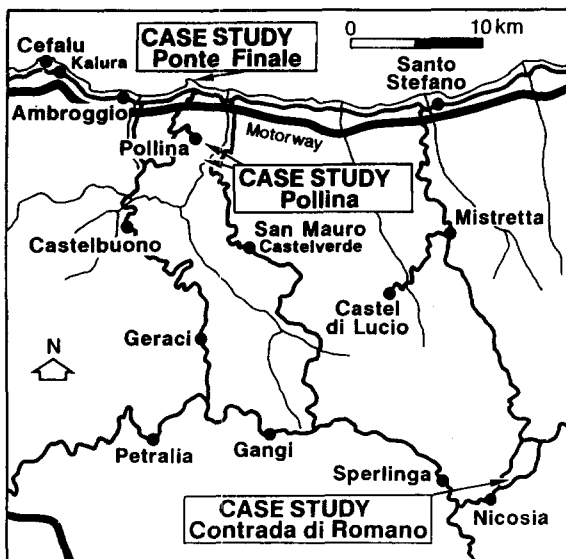 CASE STUDY
Ponte Finale
10 km
0
Cefalu
Kalura
Santo
Stefano
Ambroggio
Motorway
Pollina
CASE STUDY
Pollina
Mistretta
San Mauro
Castelverde
Castelbuono
Castel
di Lucio
Geraci
N
Petralia
Gangi
Sperlinga
CASE STUDY
Contrada di Romano
Nicosia